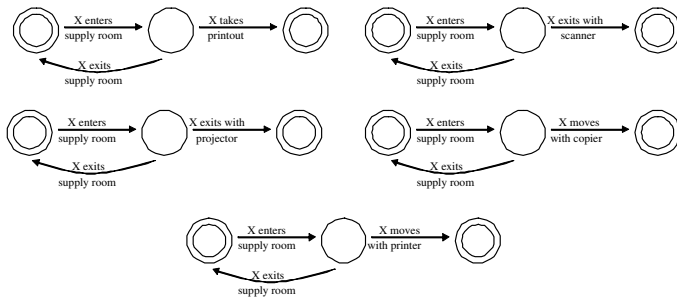 X enters
supply room
X takes
printout
X exits
supply room
X enters
supply room
X exits with
scanner
X exits
supply room
X enters
supply room
X exits with
projector
X exits
supply room
X enters
supply room
X moves
with copier
X exits
supply room
X enters
supply room
X moves
with printer
X exits
supply room